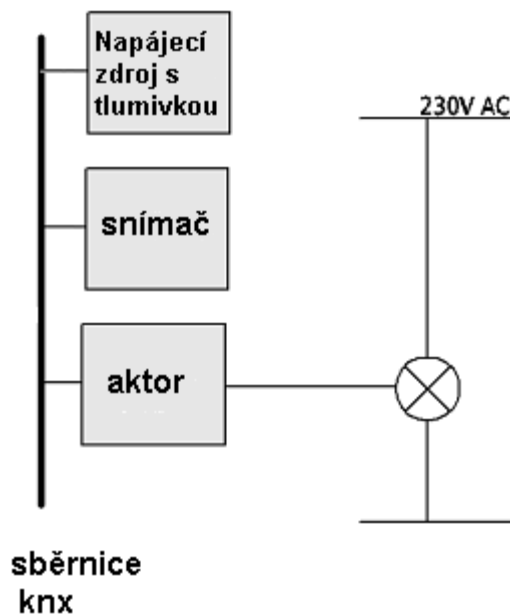 Napájecí
zdroj s
tlumivkou
230V AC
snímač
aktor
sběrnice
knx